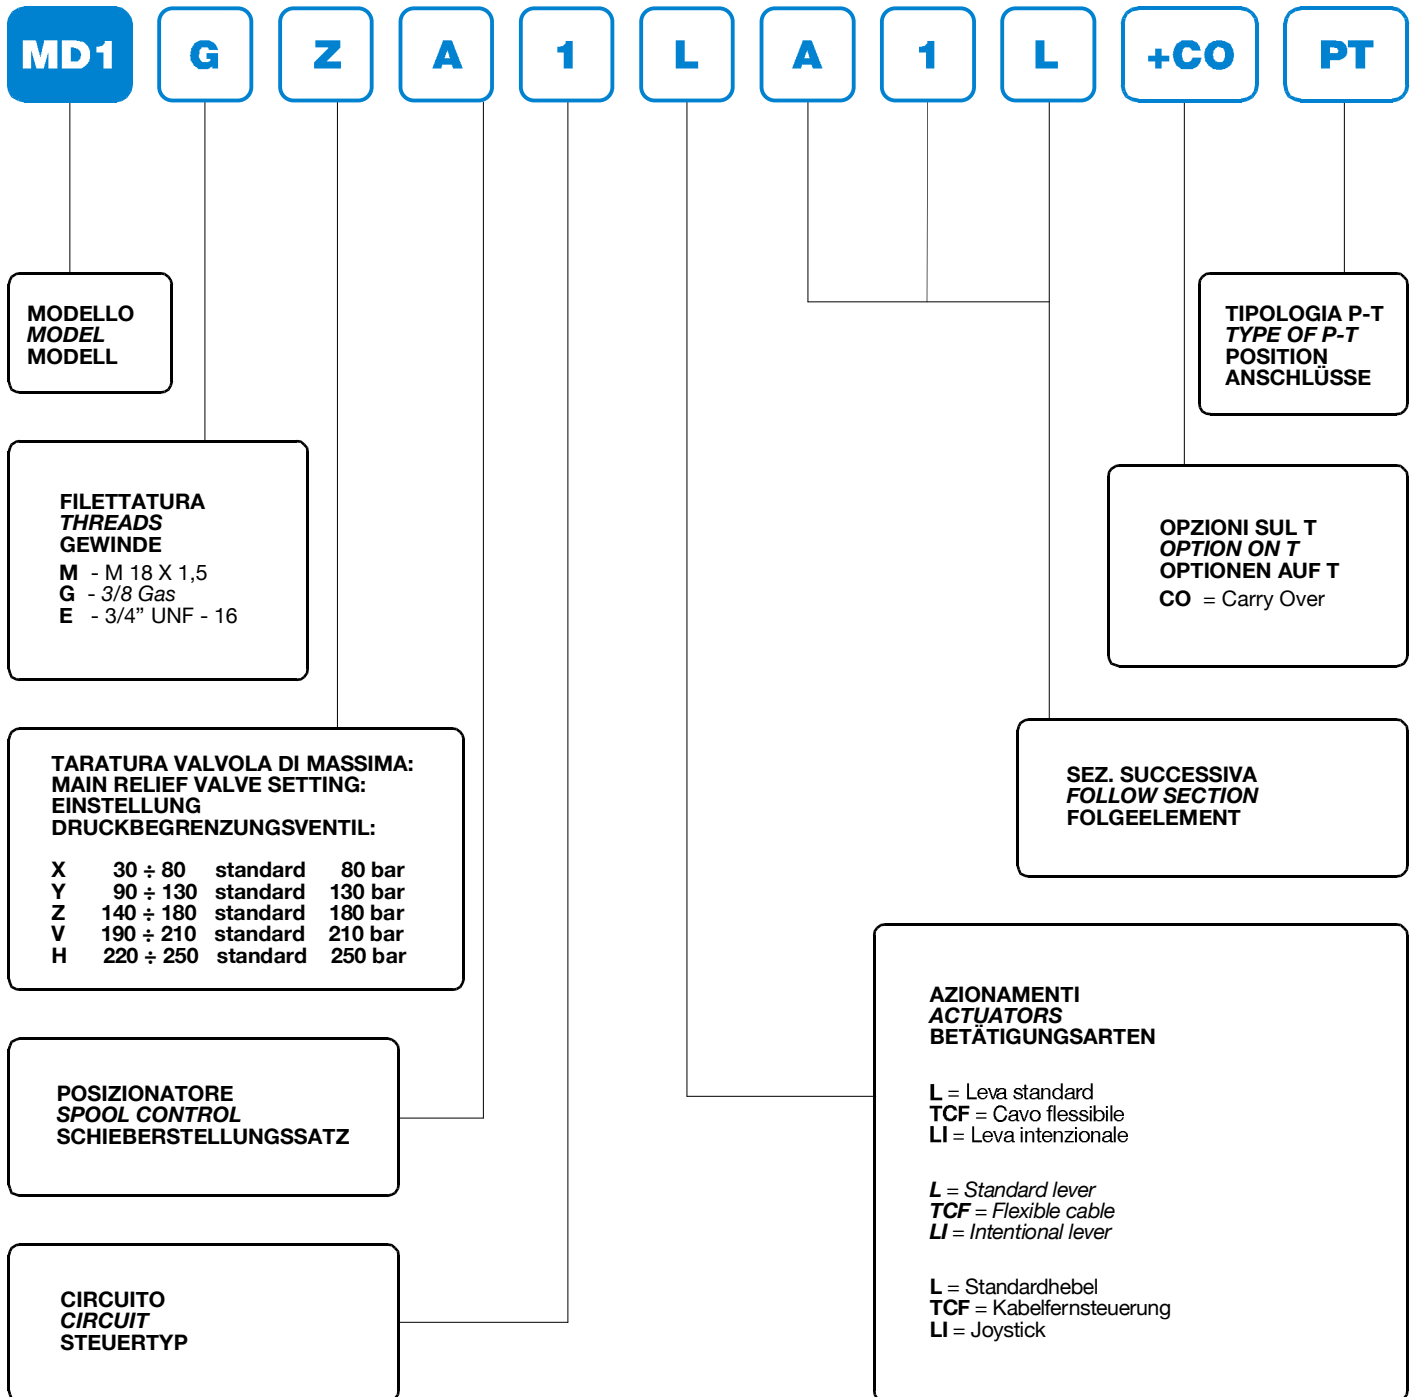 MD1 G Z A 1 L A 1 L +CO PT
MODELLO
MODEL
MODELL
TIPOLOGIA P-T
TYPE OF P-T
POSITION
ANSCHLÜSSE
FILETTATURA
THREADS
GEWINDE
M - M 18 X 1,5
G - 3/8 Gas
E - 3/4” UNF - 16
OPZIONI SUL T
OPTION ON T
OPTIONEN AUF T
CO = Carry Over
TARATURA VALVOLA DI MASSIMA:
MAIN RELIEF VALVE SETTING:
EINSTELLUNG
DRUCKBEGRENZUNGSVENTIL:
X 30 ÷ 80 standard 80 bar
Y 90 ÷ 130 standard 130 bar
Z 140 ÷ 180 standard 180 bar
V 190 ÷ 210 standard 210 bar
H 220 ÷ 250 standard 250 bar
SEZ. SUCCESSIVA
FOLLOW SECTION
FOLGEELEMENT
POSIZIONATORE
SPOOL CONTROL
SCHIEBERSTELLUNGSSATZ
AZIONAMENTI
ACTUATORS
BETÄTIGUNGSARTEN
L = Leva standard
TCF = Cavo flessibile
LI = Leva intenzionale
L = Standard lever
TCF = Flexible cable
LI = Intentional lever
L = Standardhebel
TCF = Kabelfernsteuerung
LI = Joystick
CIRCUITO
CIRCUIT
STEUERTYP